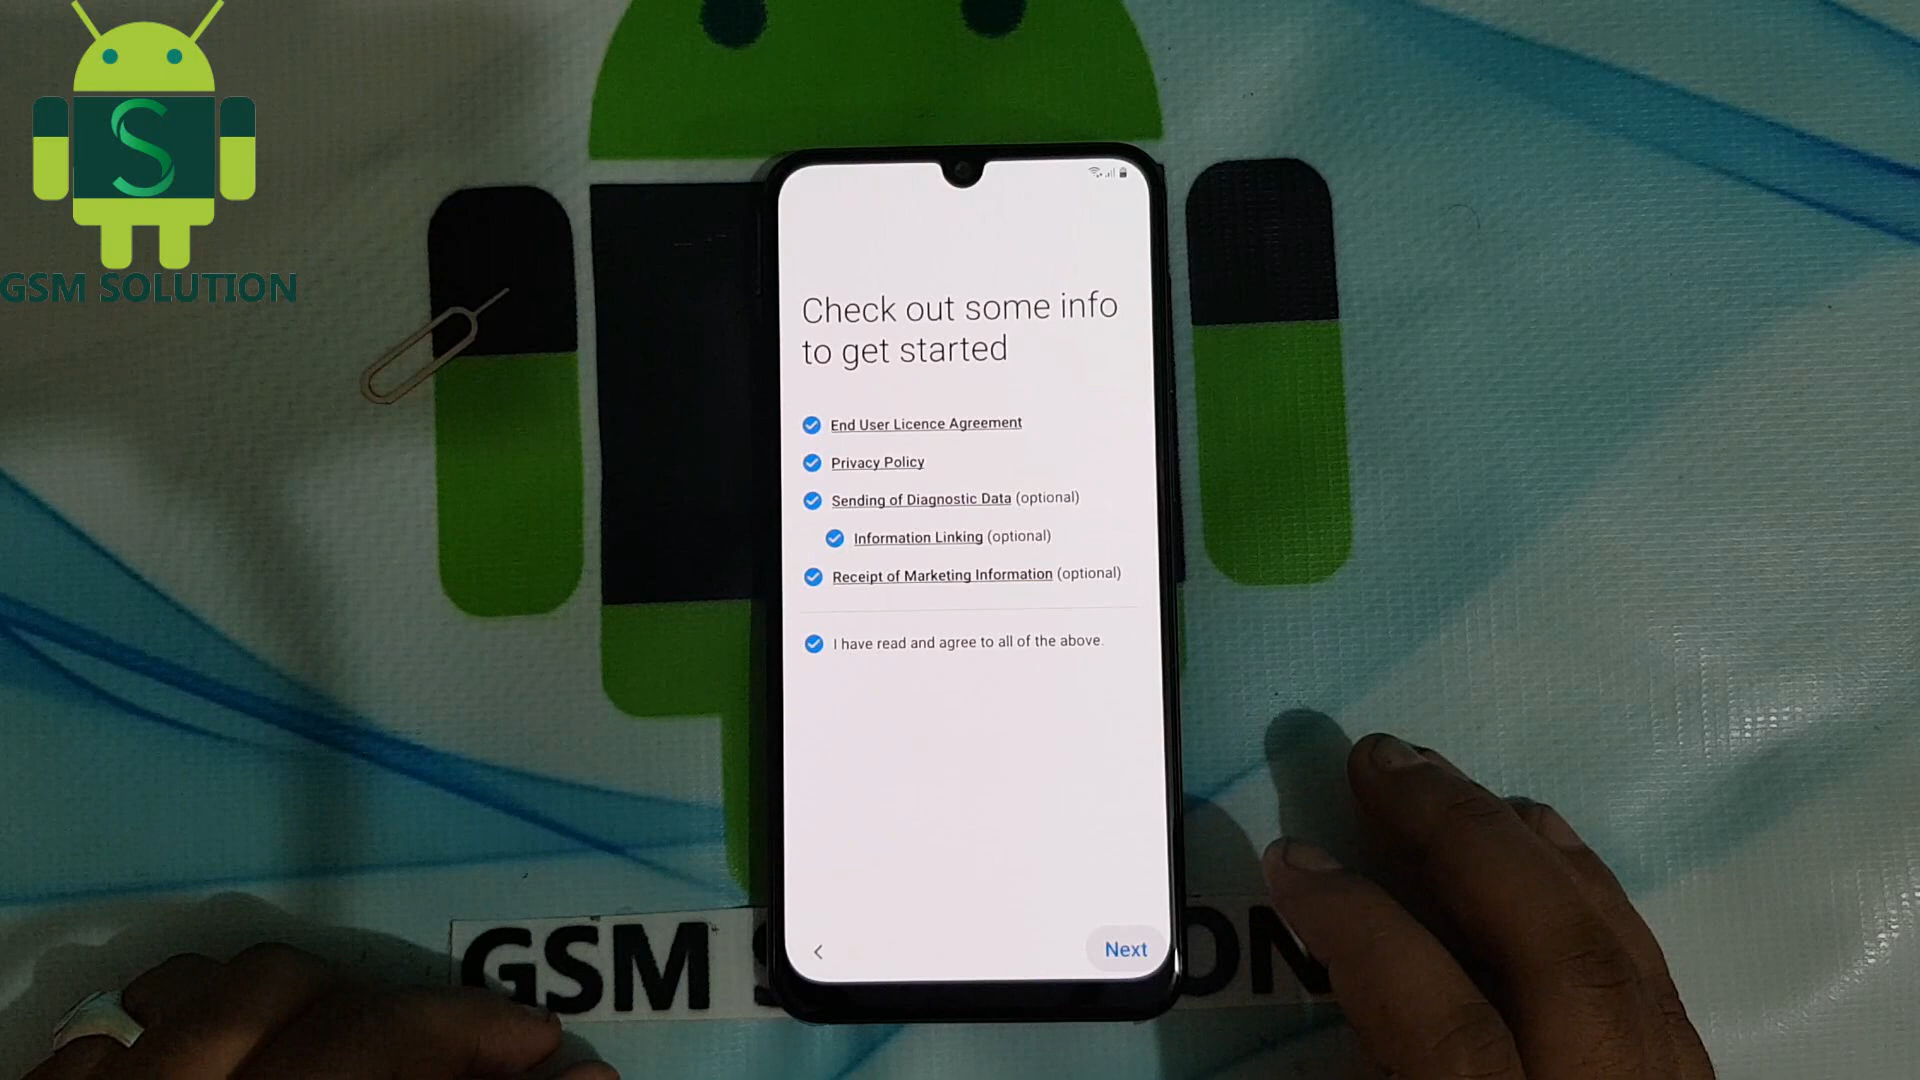 S
GSM SOLUTION
Check out some info
to get started
End User Licence Agreement
Privacy Policy
Sending of Diagnostic Data (optional)
Information Linking (optional)
Receipt of Marketing Information (optional)
I have read and agree to all of the above.
Next
GSM S ON